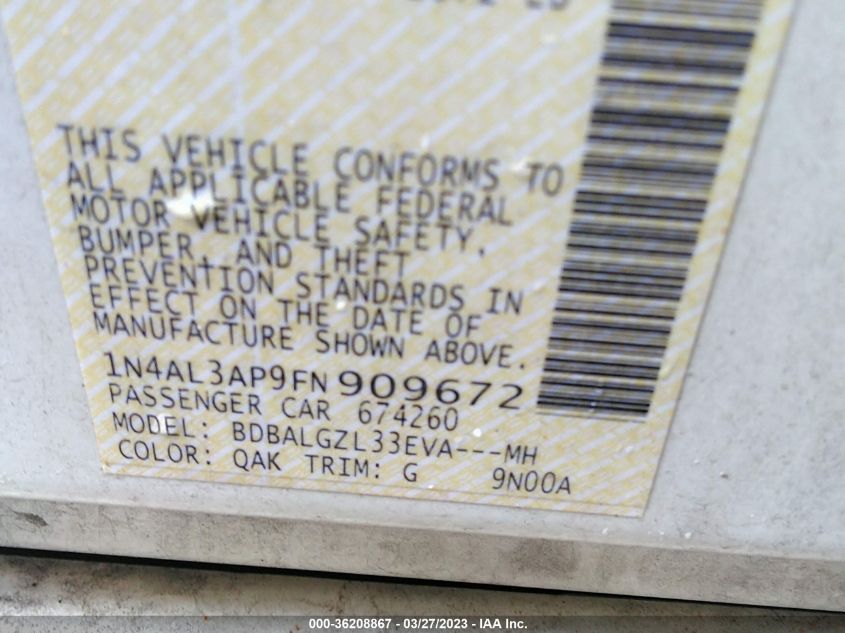 THIS VEHICLE CONFORMS TO
ALL APPLICABLE FEDERAL
MOTOR VEHICLE SAFETY,
BUMPER, AND THEFT
PREVENTION STANDARDS IN
EFFECT ON THE DATE OF
MANUFACTURE SHOWN ABOVE.
1N4AL3AP9FN909672
PASSENGER CAR 674260
MODEL: BDBALGZL33EVA---MH
COLOR: QAK TRIM: G 9N00A
000-36208867 - 03/27/2023 - IAA Inc.